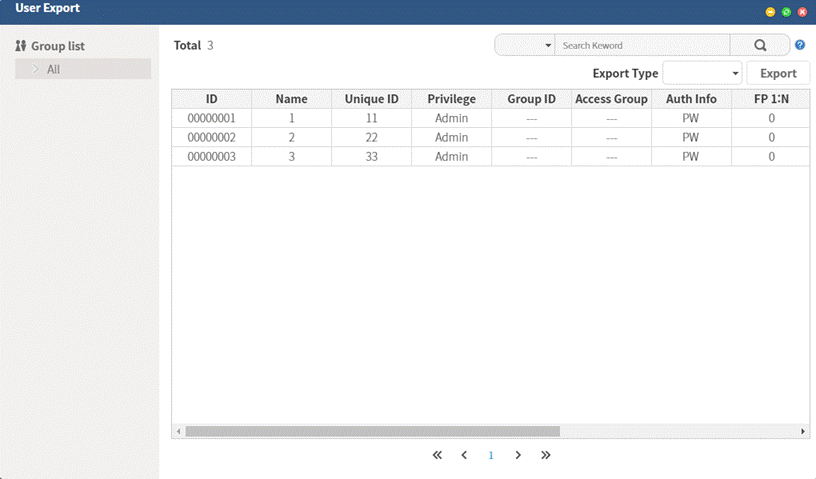 User Export
Group list
All
Total 3
Search Keword
Export Type
Export
ID Name Unique ID Privilege Group ID Access Group Auth Info FP 1:N
00000001 1 11 Admin --- --- PW 0
00000002 2 22 Admin --- --- PW 0
00000003 3 33 Admin --- --- PW 0
1